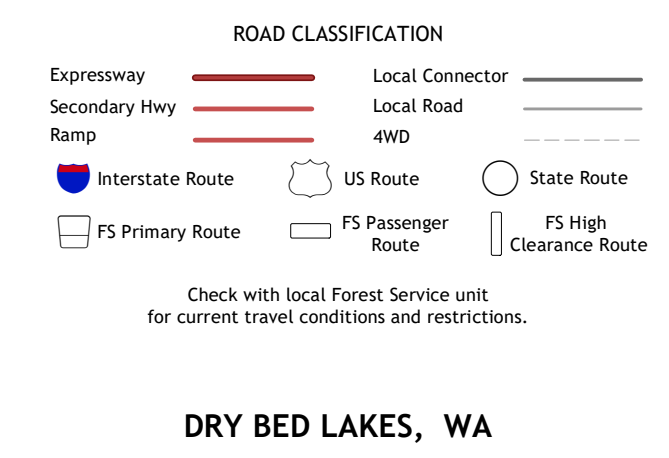 ROAD CLASSIFICATION
Expressway
Local Connector
Secondary Hwy
Local Road
Ramp
4WD
Interstate Route
US Route
State Route
FS Primary Route
FS Passenger
Route
FS High
Clearance Route
Check with local Forest Service unit
for current travel conditions and restrictions.
DRY BED LAKES, WA